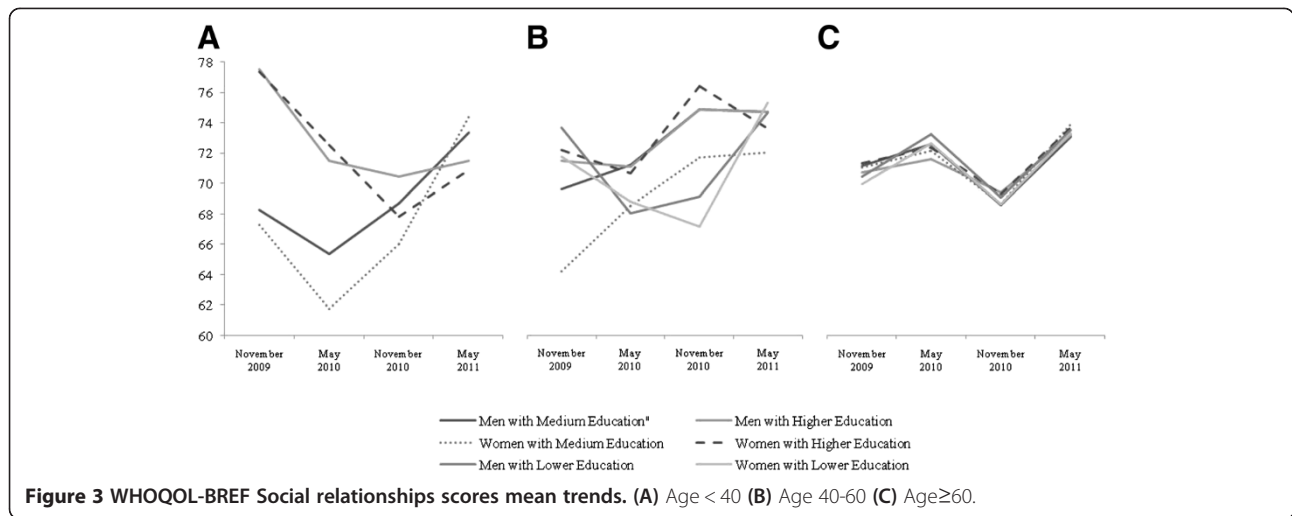 A B C
78
76
74
72
70
68
66
64
62
60
November May November May November May November May November May November May
2009 2010 2010 2011 2009 2010 2010 2011 2009 2010 2010 2011
Men with Medium Educationª Men with Higher Education
Women with Medium Education Women with Higher Education
Men with Lower Education Women with Lower Education
Figure 3 WHOQOL-BREF Social relationships scores mean trends. (A) Age < 40 (B) Age 40-60 (C) Age≥60.